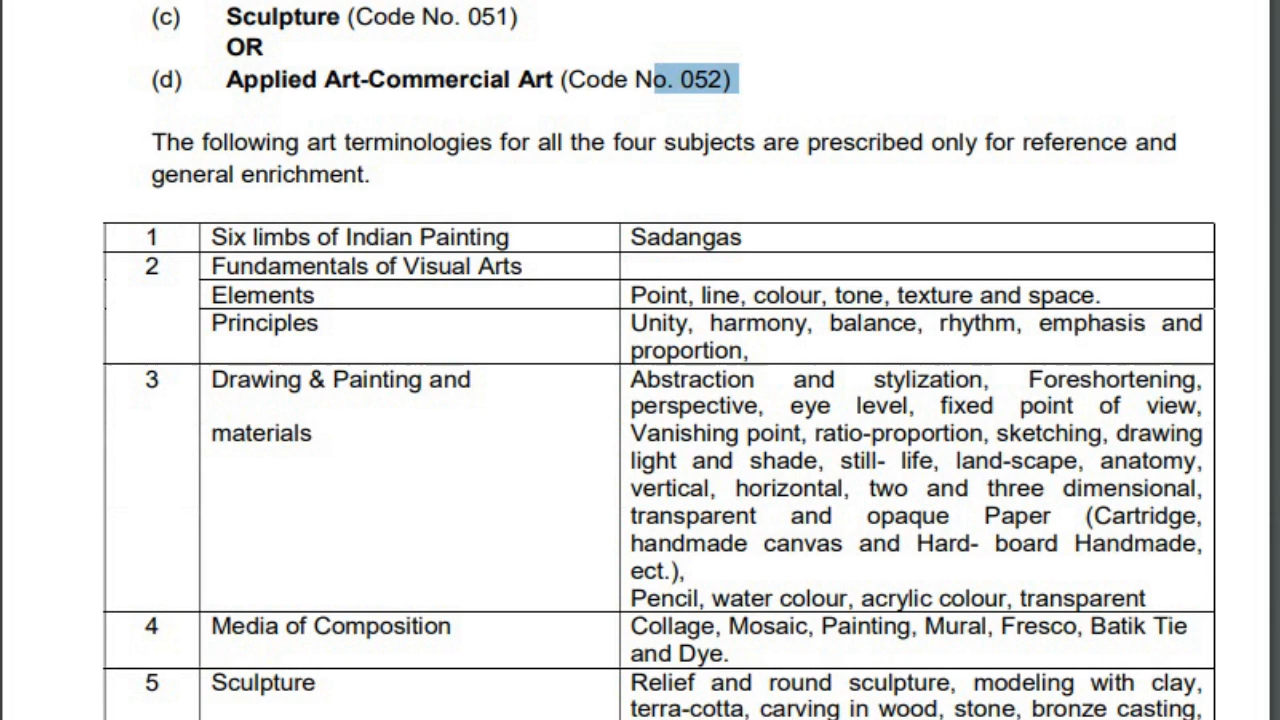 (c) Sculpture (Code No. 051)
OR
(d) Applied Art-Commercial Art (Code No. 052)
The following art terminologies for all the four subjects are prescribed only for reference and
general enrichment.
1 Six limbs of Indian Painting Sadangas
2 Fundamentals of Visual Arts
Elements Point, line, colour, tone, texture and space.
Principles Unity, harmony, balance, rhythm, emphasis and
proportion,
3 Drawing & Painting and Abstraction and stylization, Foreshortening,
perspective, eye level, fixed point of view,
materials Vanishing point, ratio-proportion, sketching, drawing
light and shade, still- life, land-scape, anatomy,
vertical, horizontal, two and three dimensional,
transparent and opaque Paper (Cartridge,
handmade canvas and Hard- board Handmade,
ect.),
Pencil, water colour, acrylic colour, transparent
4 Media of Composition Collage, Mosaic, Painting, Mural, Fresco, Batik Tie
and Dye.
5 Sculpture Relief and round sculpture, modeling with clay,
terra-cotta, carving in wood, stone, bronze casting,